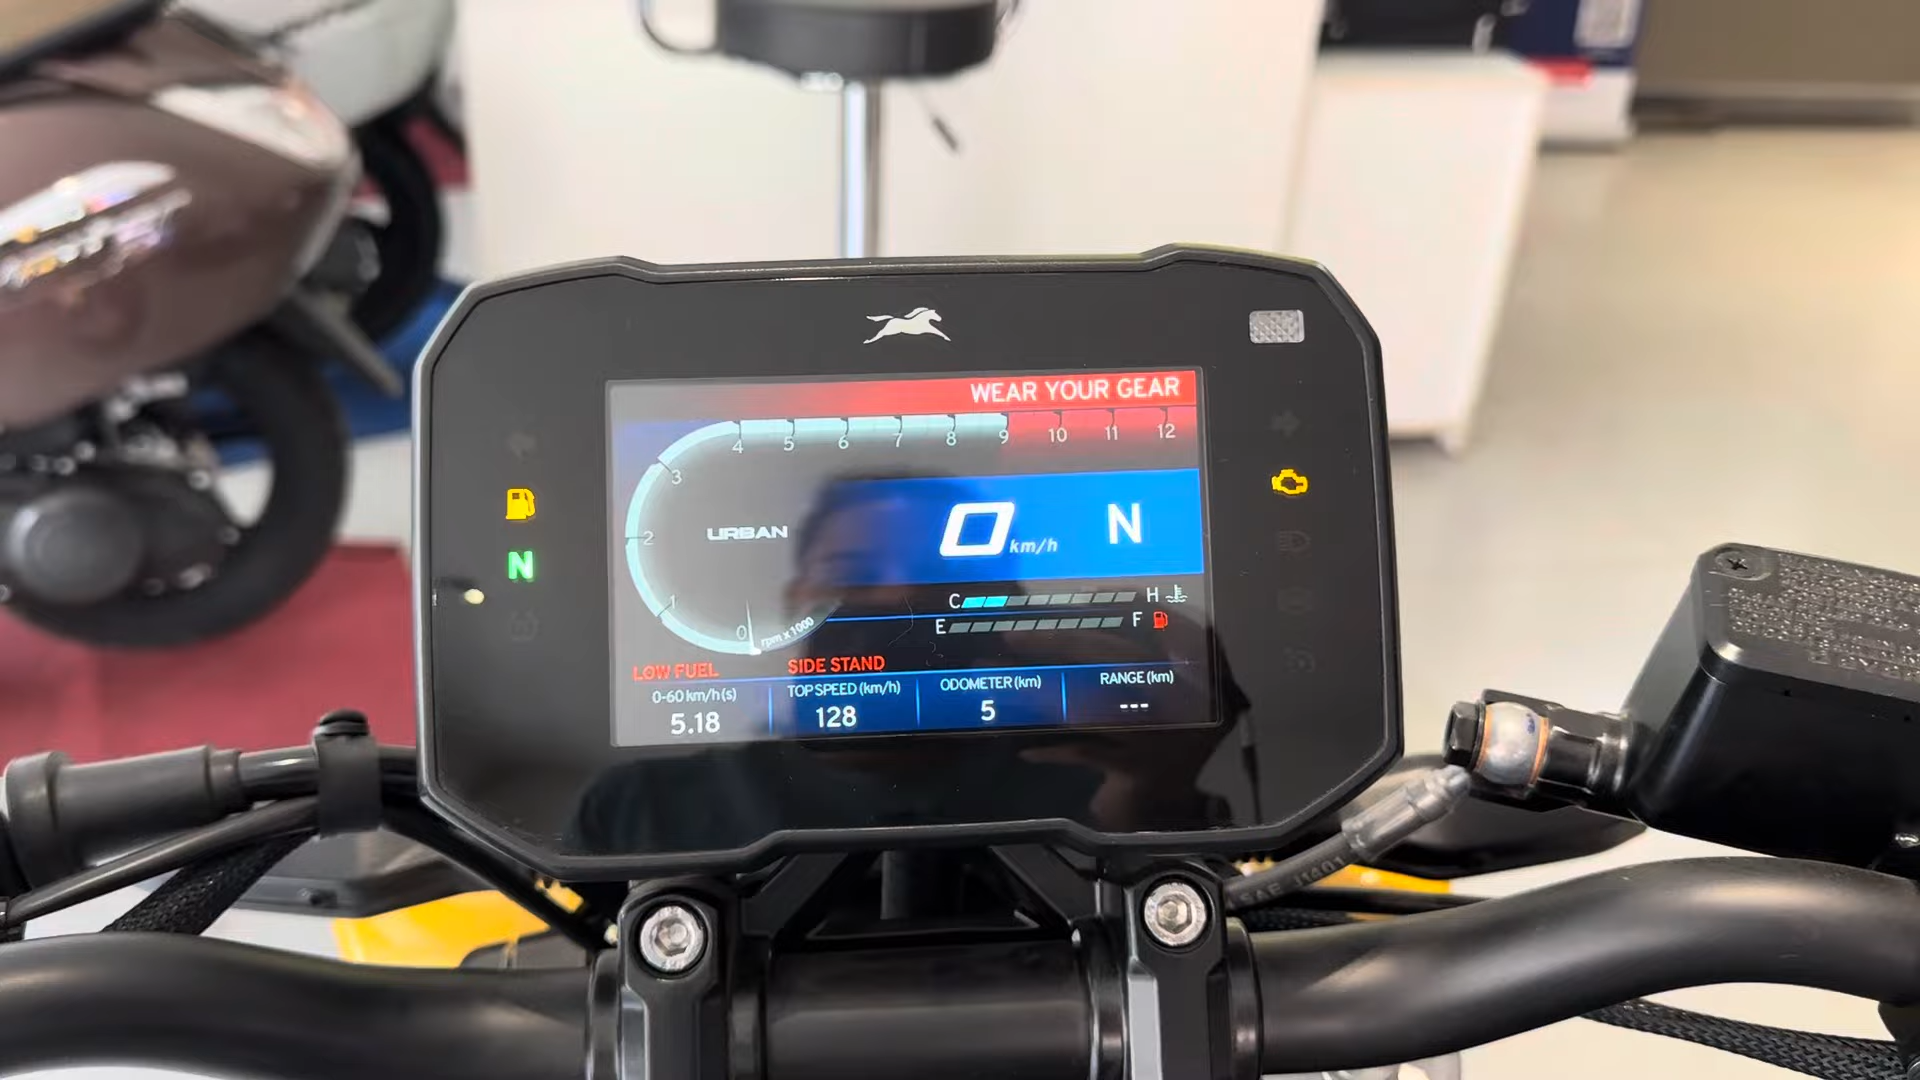 WEAR YOUR GEAR
4 5 6 7 8 9 10 11 12
3
2
1
0
rpm x 1000
URBAN
0 km/h N
N
C H
E F
LOW FUEL SIDE STAND
0-60 km/h (s) TOP SPEED (km/h) ODOMETER (km) RANGE (km)
5.18 128 5 ---
SAE J1401